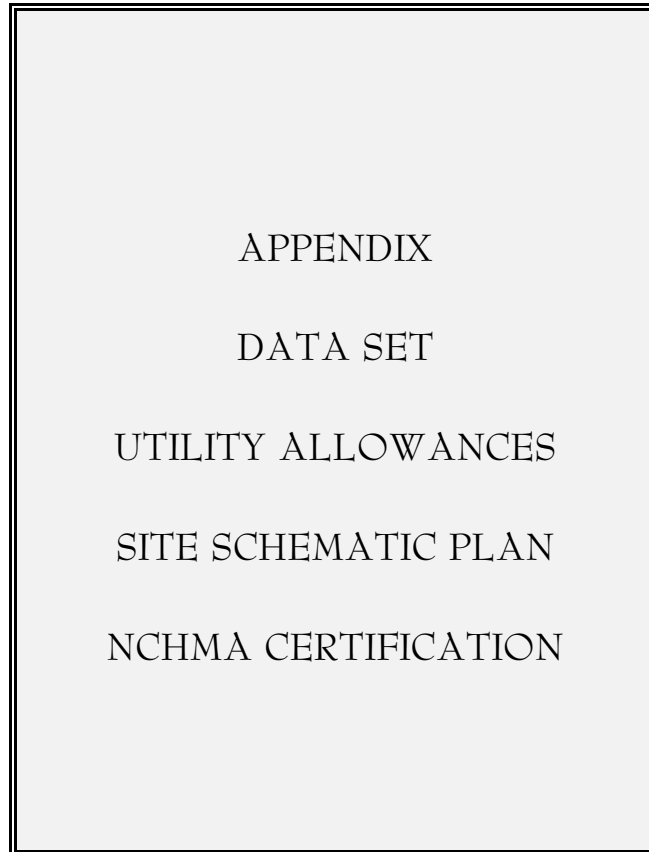 APPENDIX
DATA SET
UTILITY ALLOWANCES
SITE SCHEMATIC PLAN
NCHMA CERTIFICATION